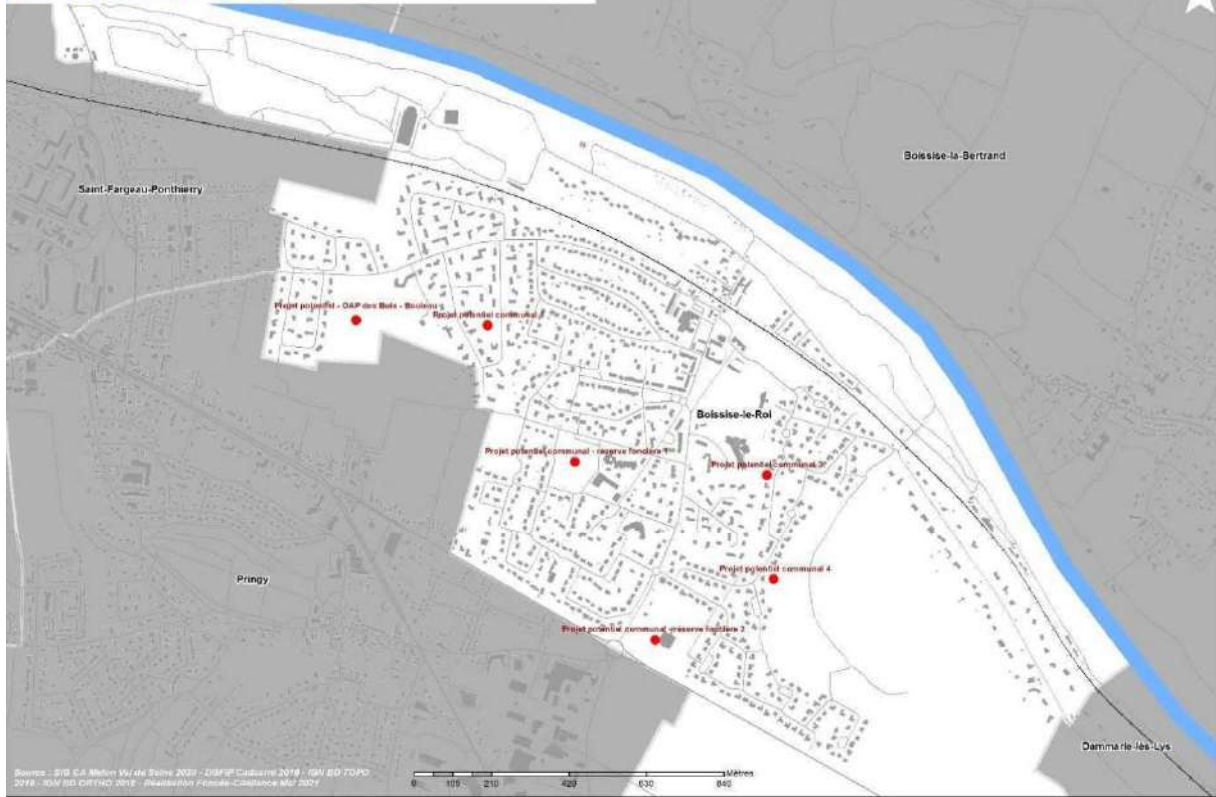 Boissise-la-Bertrand
Saint-Fargeau-Ponthierry
Projet potentiel - OAP des Bois - Bouleau
Projet potentiel communal
Boissise-le-Roi
Projet potentiel communal - réserve foncière 1
Projet potentiel communal 3
Projet potentiel communal 4
Pringy
Projet potentiel communal - réserve foncière 2
Dammarie-lès-Lys
Source : SIG CA Melun Val de Seine 2020 - DGFIP Cadastre 2019 - IGN BD TOPO
2019 - IGN BD ORTHO 2018 - Réalisation Foncéa-Citéliance Mai 2021
Mètres
0 105 210 420 630 840